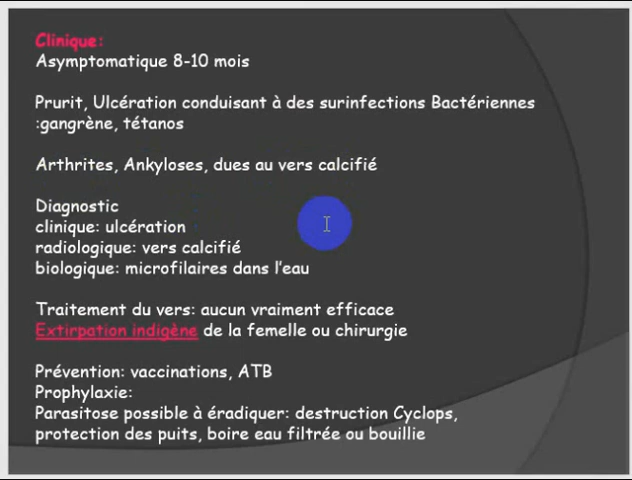 Clinique:
Asymptomatique 8-10 mois
Prurit, Ulcération conduisant à des surinfections Bactériennes
:gangrène, tétanos
Arthrites, Ankyloses, dues au vers calcifié
Diagnostic
clinique: ulcération
radiologique: vers calcifié
biologique: microfilaires dans l'eau
Traitement du vers: aucun vraiment efficace
Extirpation indigène de la femelle ou chirurgie
Prévention: vaccinations, ATB
Prophylaxie:
Parasitose possible à éradiquer: destruction Cyclops,
protection des puits, boire eau filtrée ou bouillie